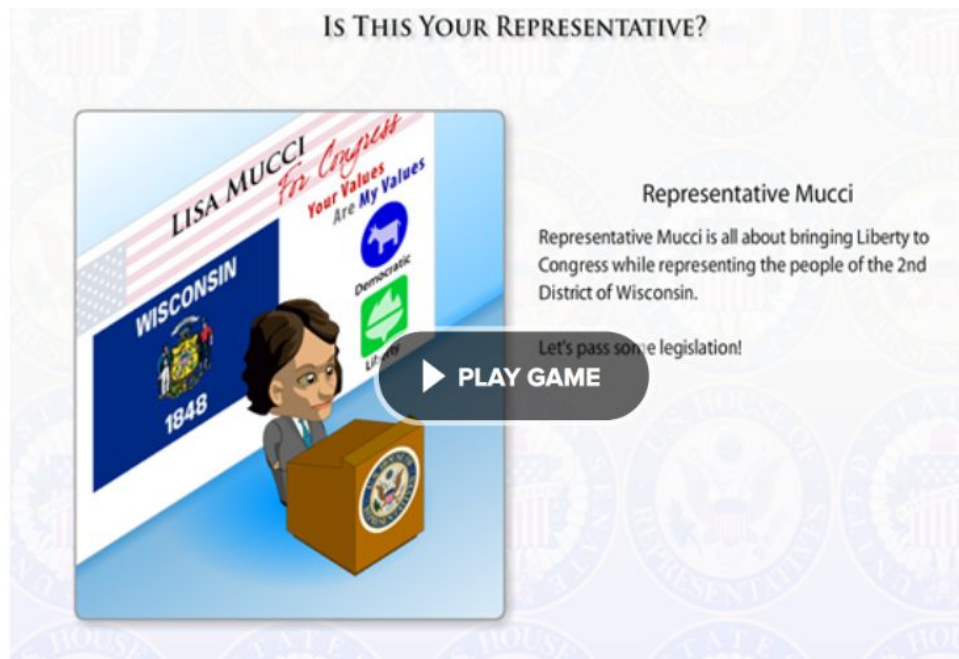 IS THIS YOUR REPRESENTATIVE?
LISA MUCCI
For Congress
Your Values
Are My Values
WISCONSIN
1848
Democratic
Liberty
Representative Mucci
Representative Mucci is all about bringing Liberty to
Congress while representing the people of the 2nd
District of Wisconsin.
Let's pass some legislation!
PLAY GAME